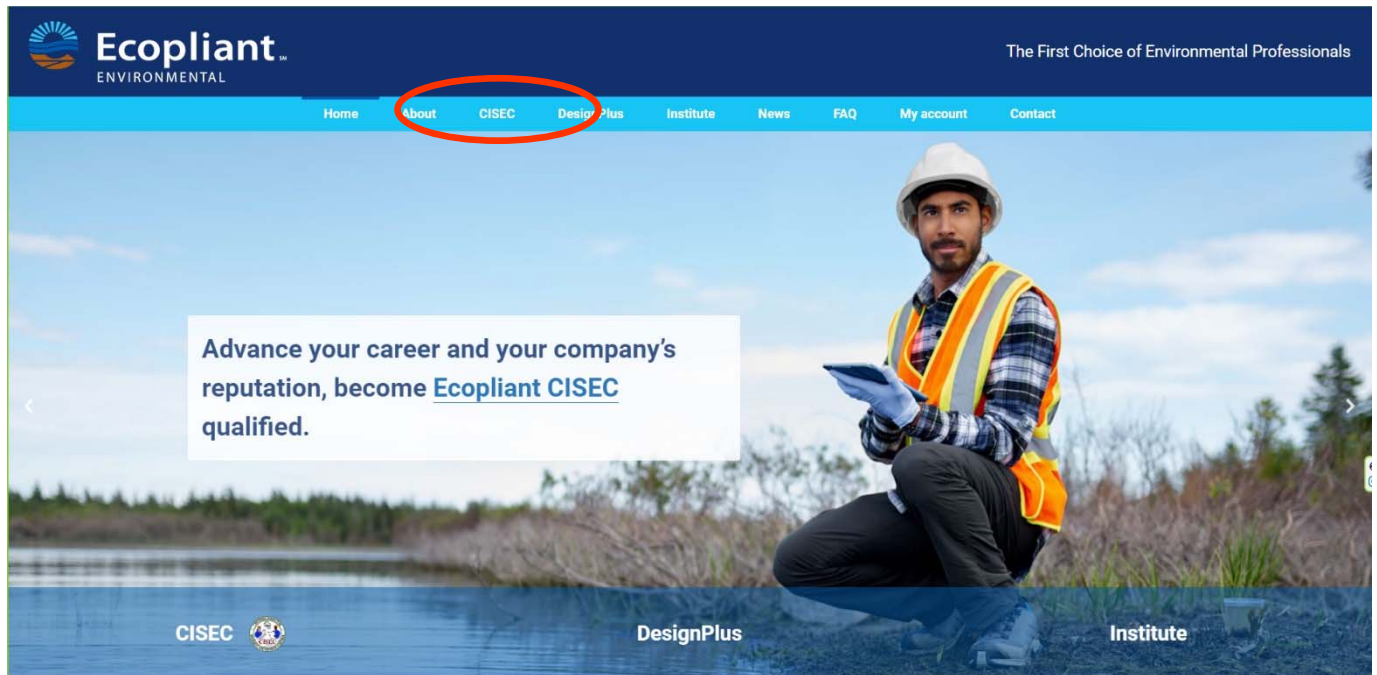 Ecopliant SM
ENVIRONMENTAL
The First Choice of Environmental Professionals
Home About CISEC DesignPlus Institute News FAQ My account Contact
Advance your career and your company’s
reputation, become Ecopliant CISEC
qualified.
CISEC
DesignPlus
Institute